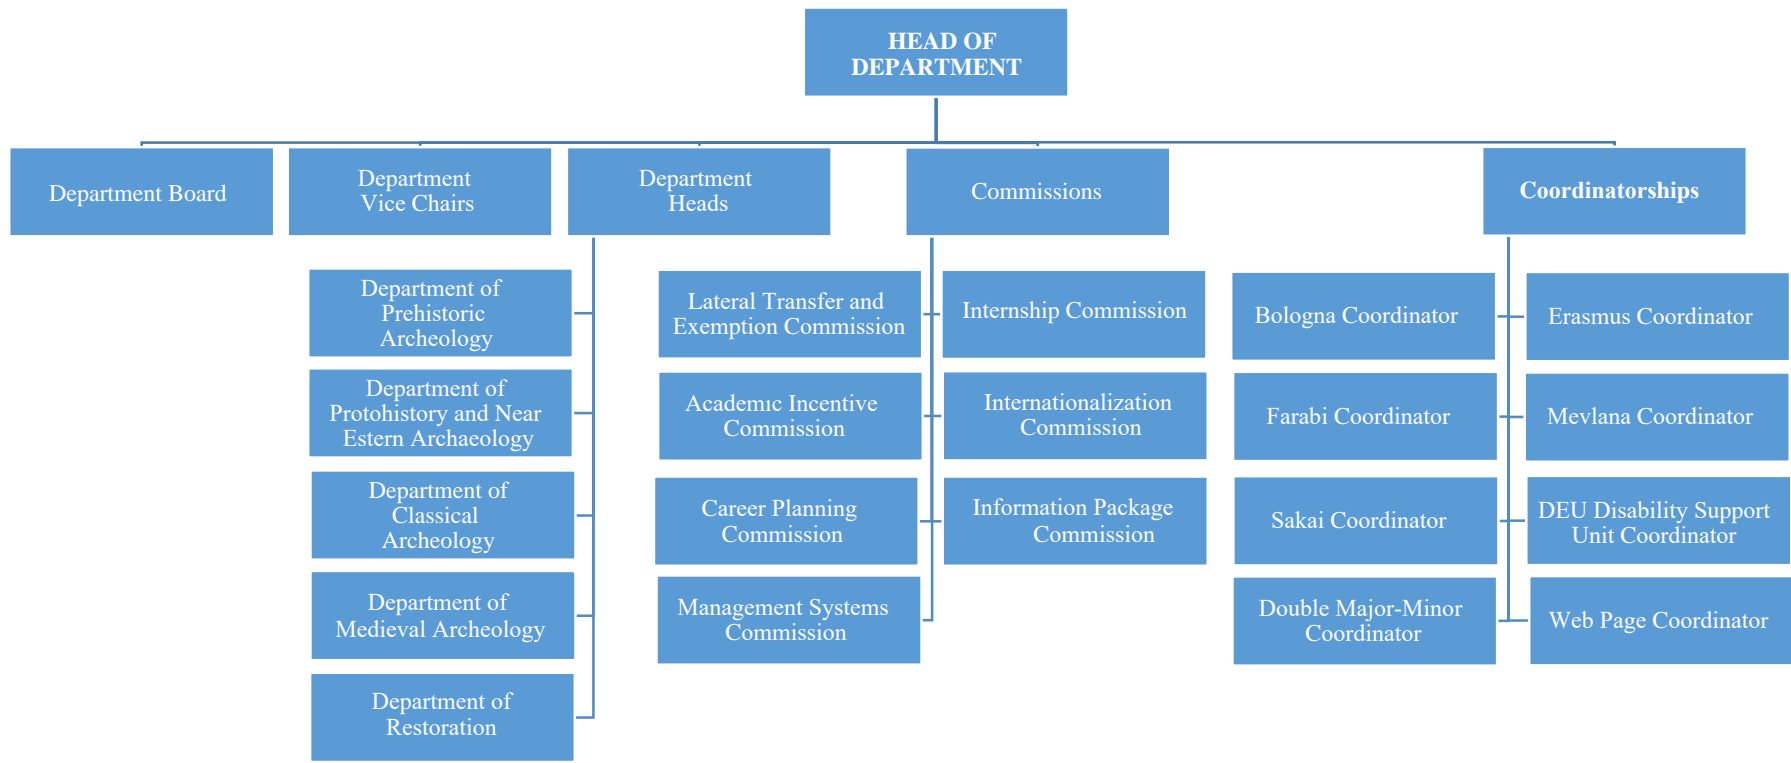 HEAD OF
DEPARTMENT
Department Board
Department
Vice Chairs
Department
Heads
Commissions
Coordinatorships
Department of
Prehistoric
Archeology
Department of
Protohistory and Near
Estern Archaeology
Department of
Classical
Archeology
Department of
Medieval Archeology
Department of
Restoration
Lateral Transfer and
Exemption Commission
Internship Commission
Academic Incentive
Commission
Internationalization
Commission
Career Planning
Commission
Information Package
Commission
Management Systems
Commission
Bologna Coordinator
Erasmus Coordinator
Farabi Coordinator
Mevlana Coordinator
Sakai Coordinator
DEU Disability Support
Unit Coordinator
Double Major-Minor
Coordinator
Web Page Coordinator